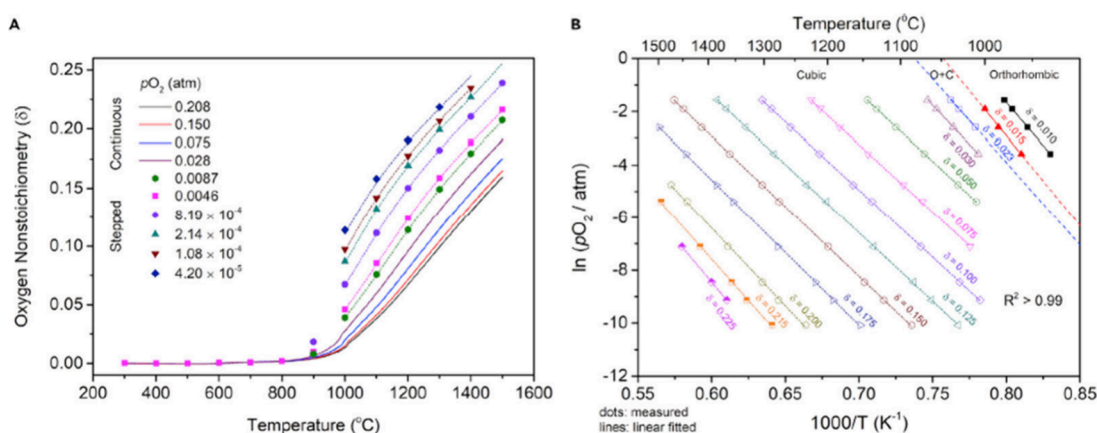 A
Oxygen Nonstoichiometry (δ)
0.25
0.20
0.15
0.10
0.05
0.00
pO₂ (atm)
Continuous
0.208
0.150
0.075
0.028
Stepped
0.0087
0.0046
8.19 × 10⁻⁴
2.14 × 10⁻⁴
1.08 × 10⁻⁴
4.20 × 10⁻⁵
200 400 600 800 1000 1200 1400 1600
Temperature (°C)
B
Temperature (°C)
1500 1400 1300 1200 1100 1000
Cubic
O+C
Orthorhombic
ln (pO₂ / atm)
0
-2
-4
-6
-8
-10
-12
δ = 0.010
δ = 0.015
δ = 0.023
δ = 0.030
δ = 0.050
δ = 0.075
δ = 0.100
δ = 0.125
δ = 0.150
δ = 0.175
δ = 0.200
δ = 0.215
δ = 0.225
R² > 0.99
0.55 0.60 0.65 0.70 0.75 0.80 0.85
dots: measured
lines: linear fitted
1000/T (K⁻¹)